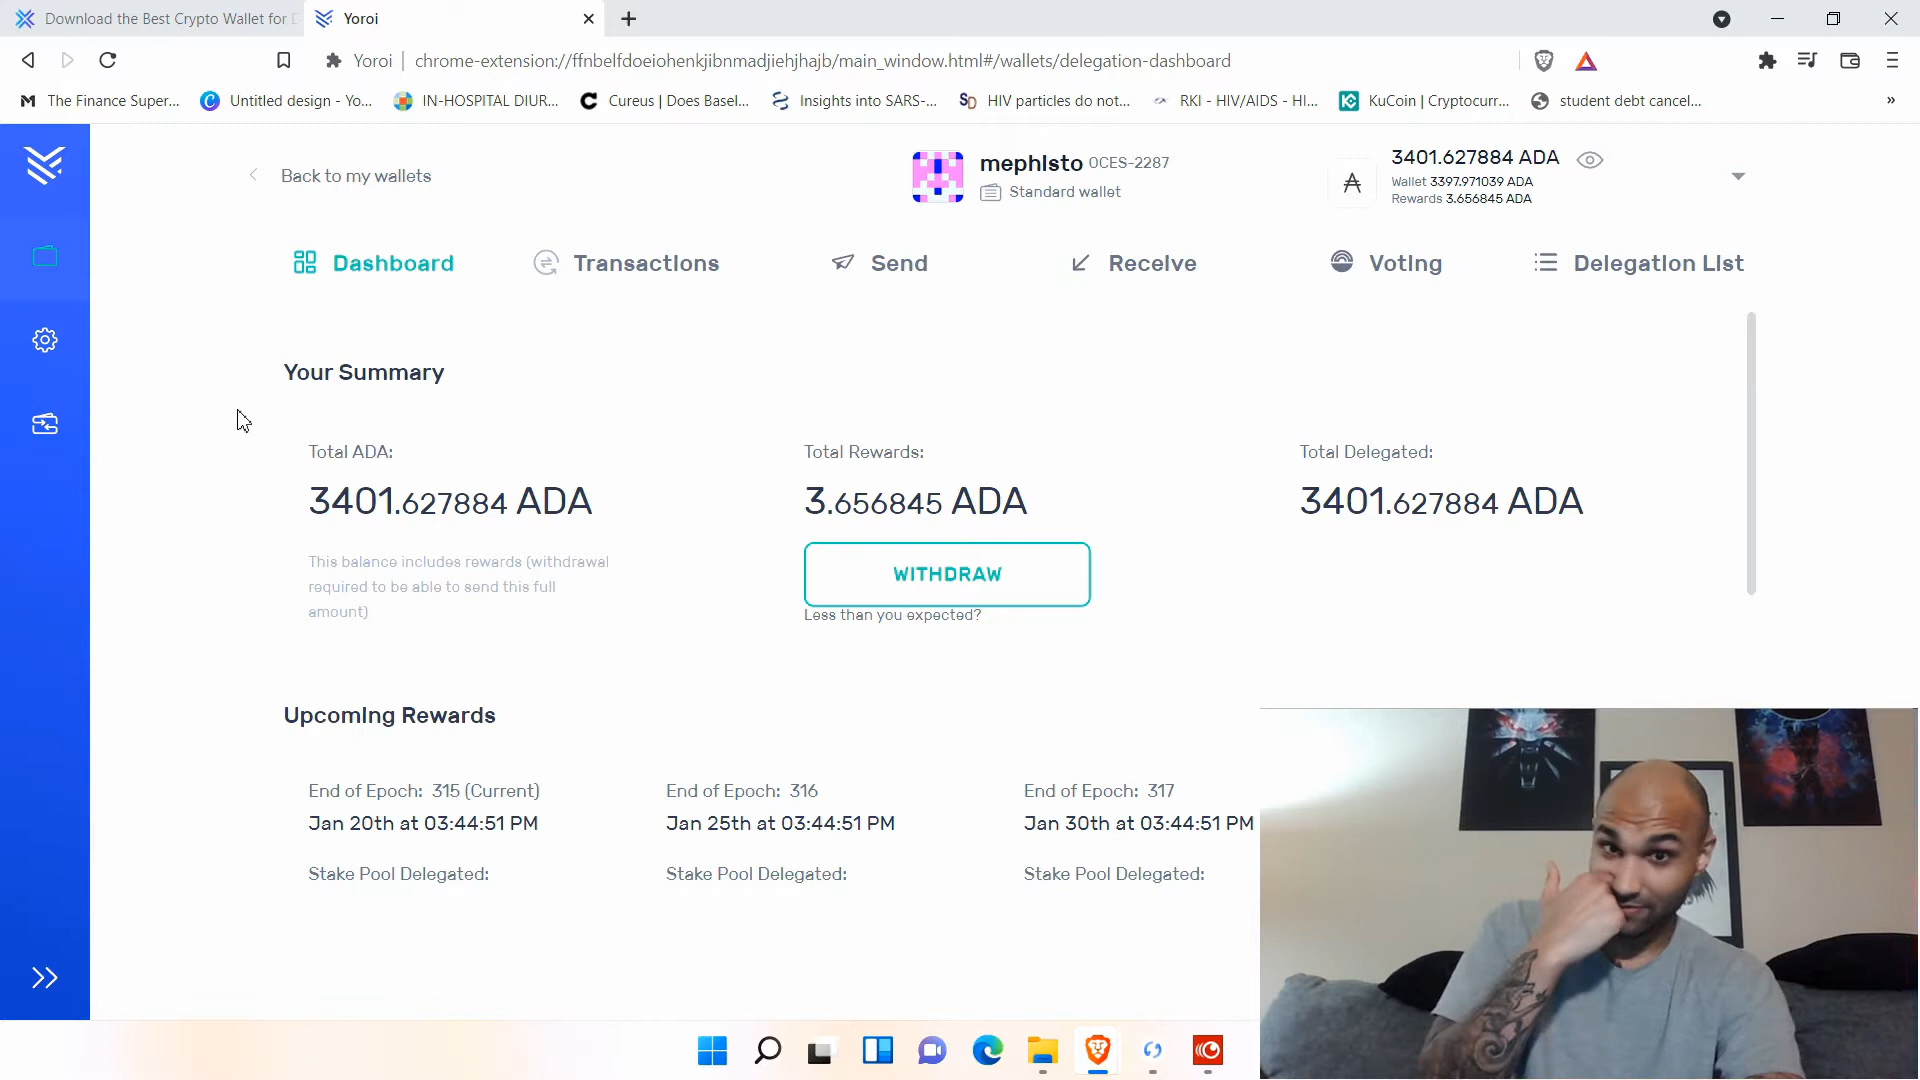 Download the Best Crypto Wallet for D
Yoroi
Yoroi | chrome-extension://ffnbelfdoeiohenkjibnmadjiehjhajb/main_window.html#/wallets/delegation-dashboard
The Finance Super...
Untitled design - Yo...
IN-HOSPITAL DIUR...
Cureus | Does Basel...
Insights into SARS-...
SD HIV particles do not...
RKI - HIV/AIDS - HI...
KuCoin | Cryptocurr...
student debt cancel...
»
Back to my wallets
mephisto 0CES-2287
Standard wallet
3401.627884 ADA
Wallet 3397.971039 ADA
Rewards 3.656845 ADA
Dashboard
Transactions
Send
Receive
Voting
Delegation List
Your Summary
Total ADA:
3401.627884 ADA
This balance includes rewards (withdrawal
required to be able to send this full
amount)
Total Rewards:
3.656845 ADA
WITHDRAW
Less than you expected?
Total Delegated:
3401.627884 ADA
Upcoming Rewards
End of Epoch: 315 (Current)
Jan 20th at 03:44:51 PM
Stake Pool Delegated:
End of Epoch: 316
Jan 25th at 03:44:51 PM
Stake Pool Delegated:
End of Epoch: 317
Jan 30th at 03:44:51 PM
Stake Pool Delegated: